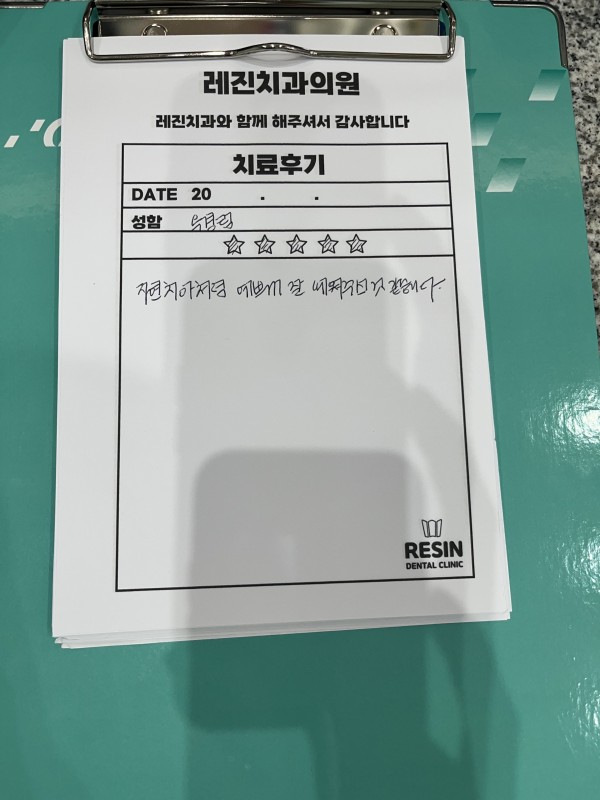 레진치과의원
레진치과와 함께 해주셔서 감사합니다
치료후기
DATE 20 . .
성함
자연치아처럼 예쁘게 잘 때워주신것 같습니다.
RESIN
DENTAL CLINIC